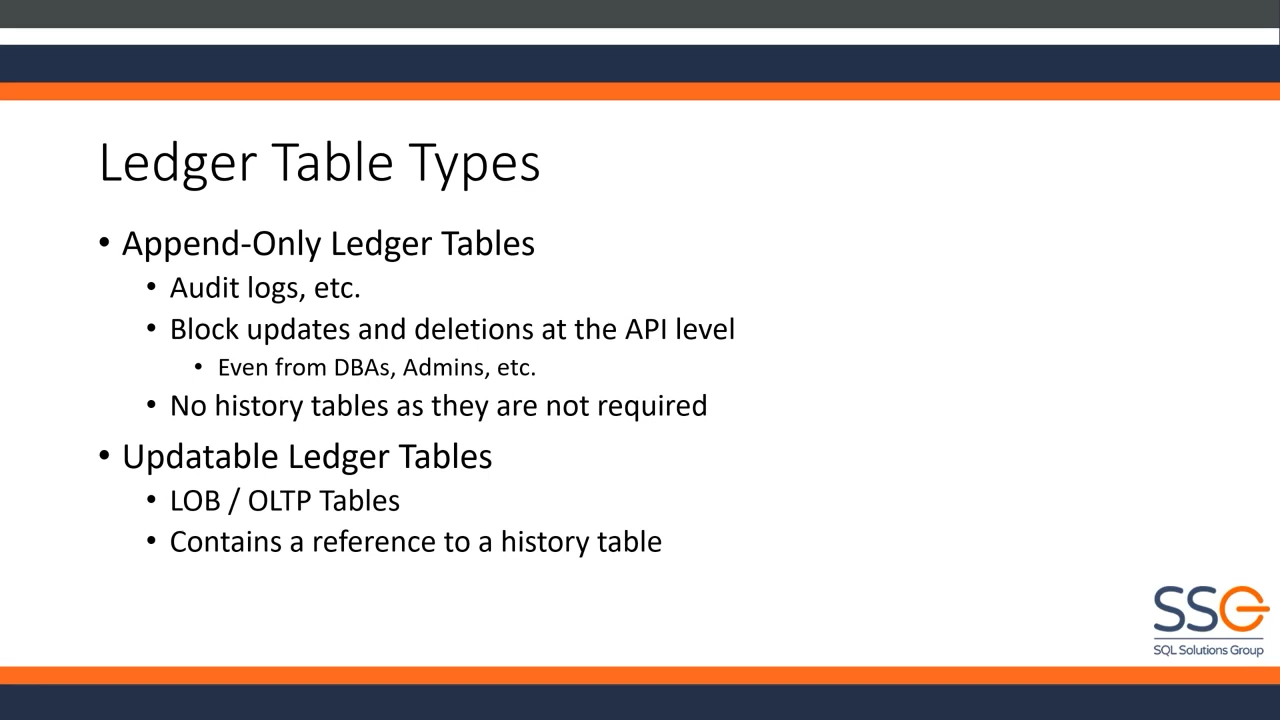 Ledger Table Types
• Append-Only Ledger Tables
• Audit logs, etc.
• Block updates and deletions at the API level
• Even from DBAs, Admins, etc.
• No history tables as they are not required
• Updatable Ledger Tables
• LOB / OLTP Tables
• Contains a reference to a history table
SSG
SQL Solutions Group